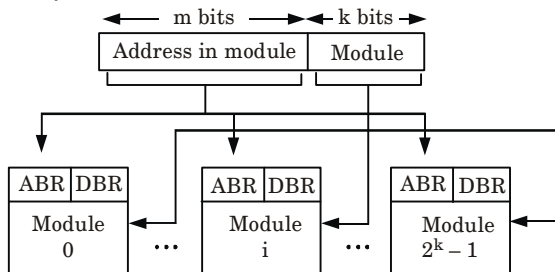 m bits k bits
Address in module Module
ABR DBR ABR DBR ABR DBR
Module Module Module
0 ... i ... 2^k – 1